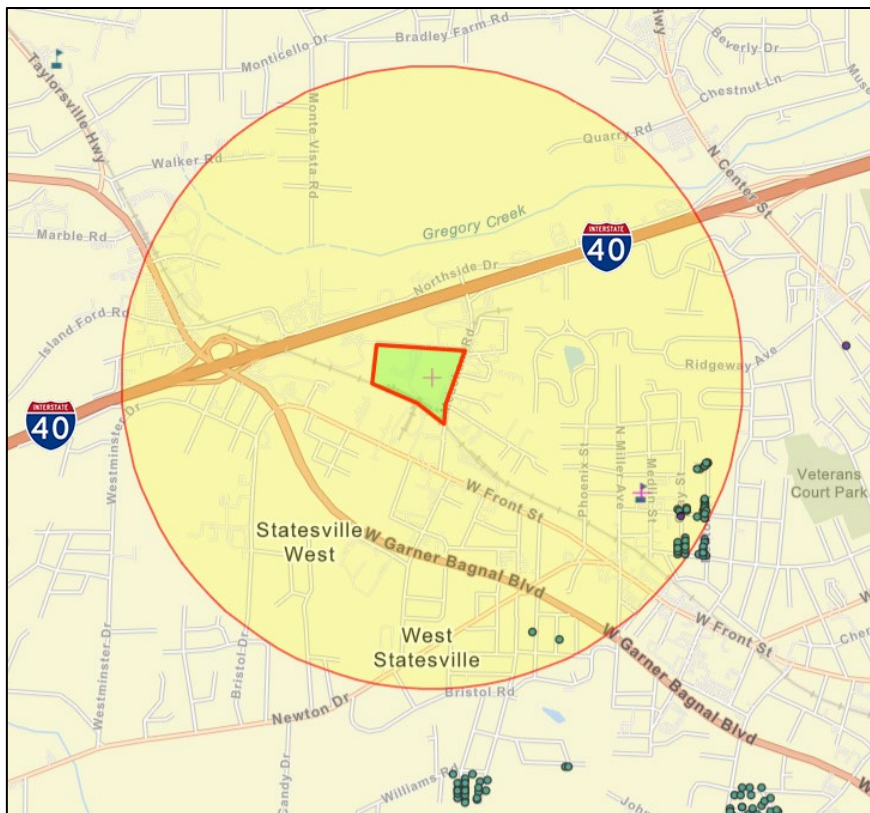 Bradley Farm Rd
Hwy
Beverly Dr
Monticello Dr
Taylorsville Hwy
Chestnut Ln
Monte Vista Rd
Quarry Rd
Walker Rd
N Center St
Gregory Creek
Marble Rd
INTERSTATE
40
Northside Dr
Island Ford Rd
Ridgeway Ave
INTERSTATE
40
Westminster Dr
Phoenix St
N Miller Ave
Medlin St
Veterans
Court Park
W Front St
Statesville
West
W Garner Bagnal Blvd
West
Statesville
W Front St
Westminster Dr
Bristol Dr
Bristol Rd
Newton Dr
W Garner Bagnal Blvd
Williams Rd